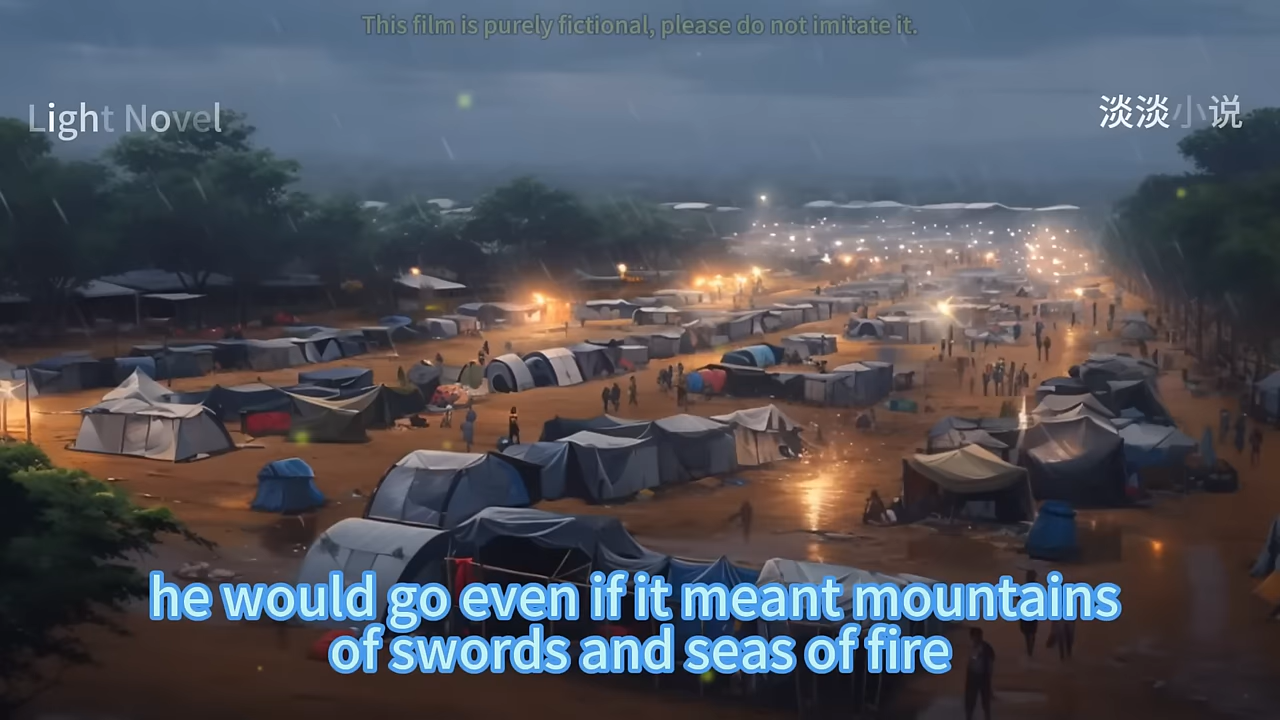 This film is purely fictional, please do not imitate it.
Light Novel
淡淡小说
he would go even if it meant mountains
of swords and seas of fire